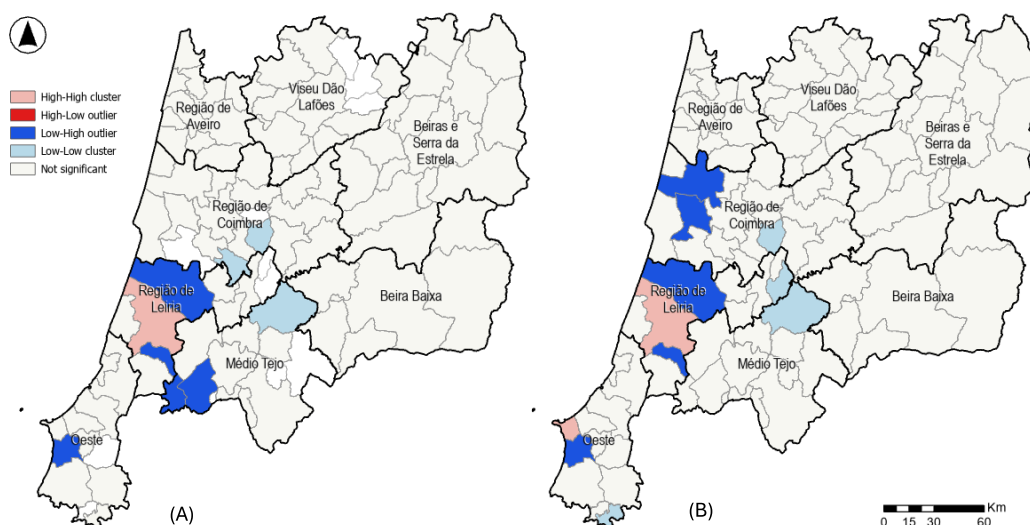 High-High cluster
High-Low outlier
Low-High outlier
Low-Low cluster
Not significant
Região de
Aveiro
Viseu Dão
Lafões
Beiras e
Serra da
Estrela
Região de
Coimbra
Região de
Leiria
Beira Baixa
Médio Tejo
Oeste
(A)
Região de
Aveiro
Viseu Dão
Lafões
Beiras e
Serra da
Estrela
Região de
Coimbra
Região de
Leiria
Beira Baixa
Médio Tejo
Oeste
(B)
Km
0 15 30 60